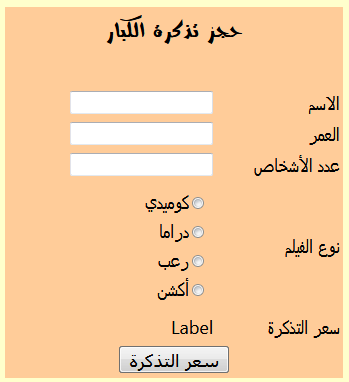 حجز تذكرة الكبار
الاسم
العمر
عدد الأشخاص
نوع الفيلم
كوميدي
دراما
رعب
أكشن
سعر التذكرة Label
سعر التذكرة